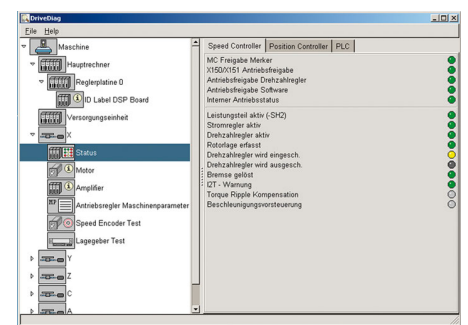 DriveDiag
File Help
Maschine
Hauptrechner
Reglerplatine 0
ID Label DSP Board
Versorgungseinheit
X
Status
Motor
Amplifier
MP
Antriebsregler Maschinenparameter
Speed Encoder Test
Lagegeber Test
Y
Z
C
A
Speed Controller Position Controller PLC
MC Freigabe Merker
X150/X151 Antriebsfreigabe
Antriebsfreigabe Drehzahlregler
Antriebsfreigabe Software
Interner Antriebsstatus
Leistungsteil aktiv (-SH2)
Stromregler aktiv
Drehzahlregler aktiv
Rotorlage erfasst
Drehzahlregler wird eingesch.
Drehzahlregler wird ausgesch.
Bremse gelöst
I2T - Warnung
Torque Ripple Kompensation
Beschleunigungsvorsteuerung